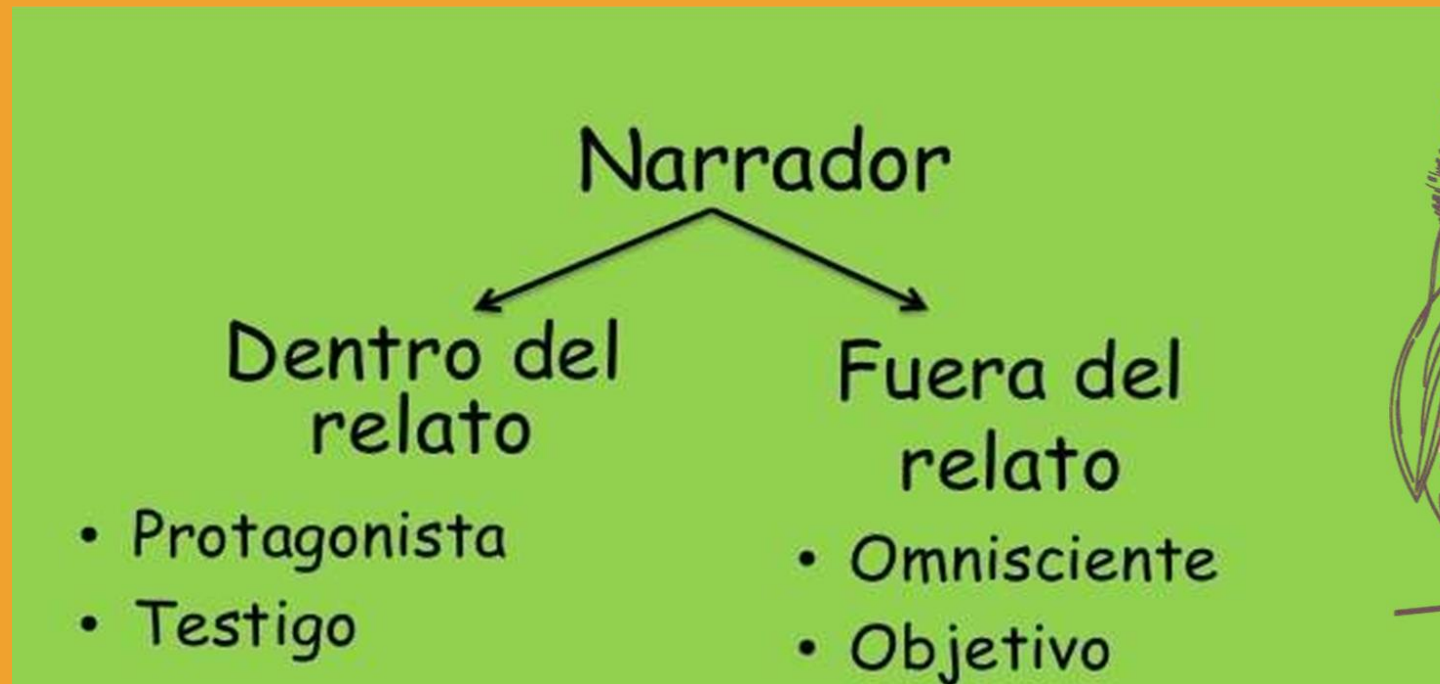 Narrador
Dentro del
relato
• Protagonista
• Testigo
Fuera del
relato
• Omnisciente
• Objetivo